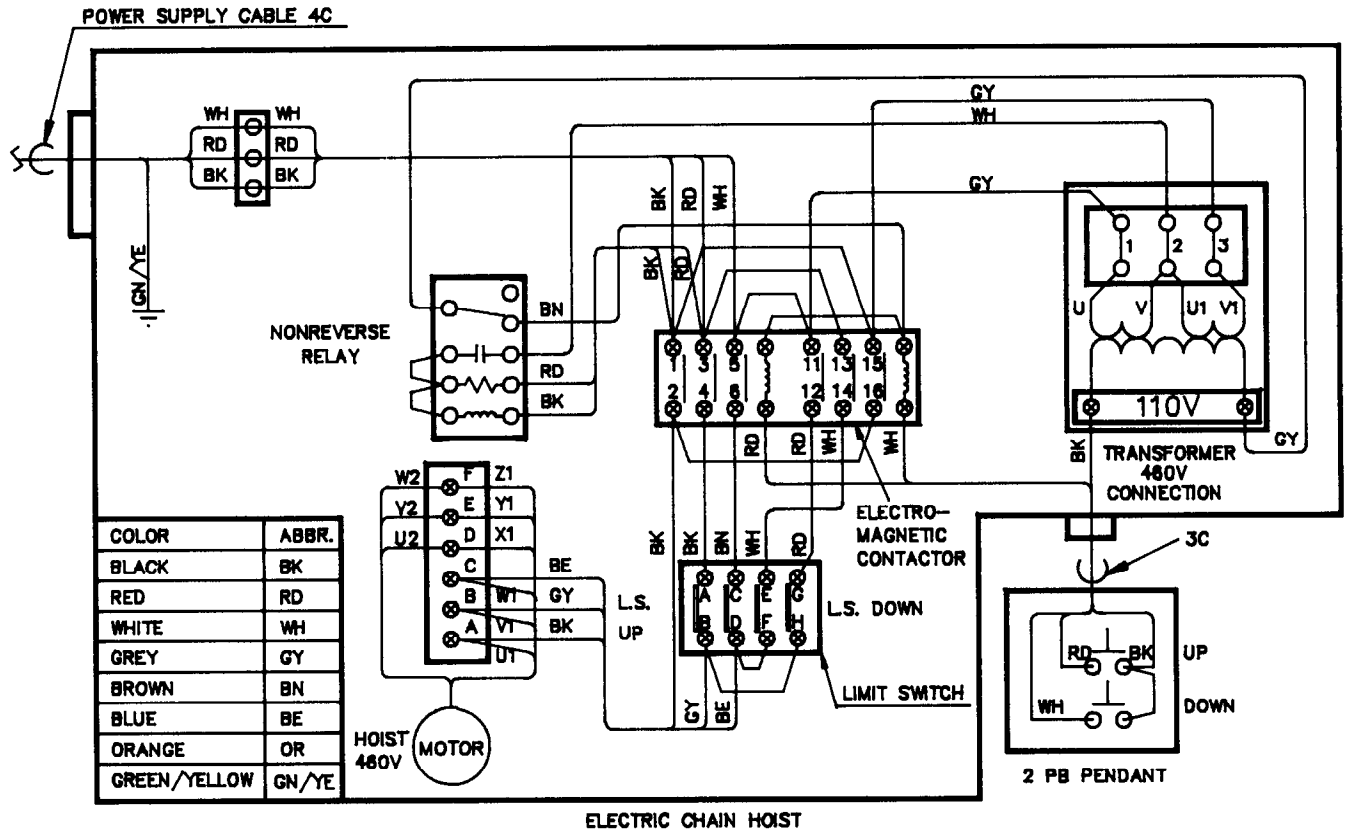 POWER SUPPLY CABLE 4C
WH WH
RD RD
BK BK
GN/YE
GY
WH
GY
BK RD WH
BK RD
NONREVERSE
RELAY
BN
RD
BK
1 3 5 11 13 15
2 4 6 12 14 16
1 2 3
U V U1 V1
110V
BK
GY
TRANSFORMER
460V
CONNECTION
RD RD WH WH
ELECTRO-
MAGNETIC
CONTACTOR
W2 F Z1
V2 E Y1
U2 D X1
C BE
B W1 GY
A V1 BK
U1
L.S.
UP
BK BK BN WH RD
A C E G
B D F H
L.S. DOWN
LIMIT SWITCH
GY BE
HOIST
460V
MOTOR
3C
RD BK UP
WH DOWN
2 PB PENDANT
COLOR ABBR.
BLACK BK
RED RD
WHITE WH
GREY GY
BROWN BN
BLUE BE
ORANGE OR
GREEN/YELLOW GN/YE
ELECTRIC CHAIN HOIST